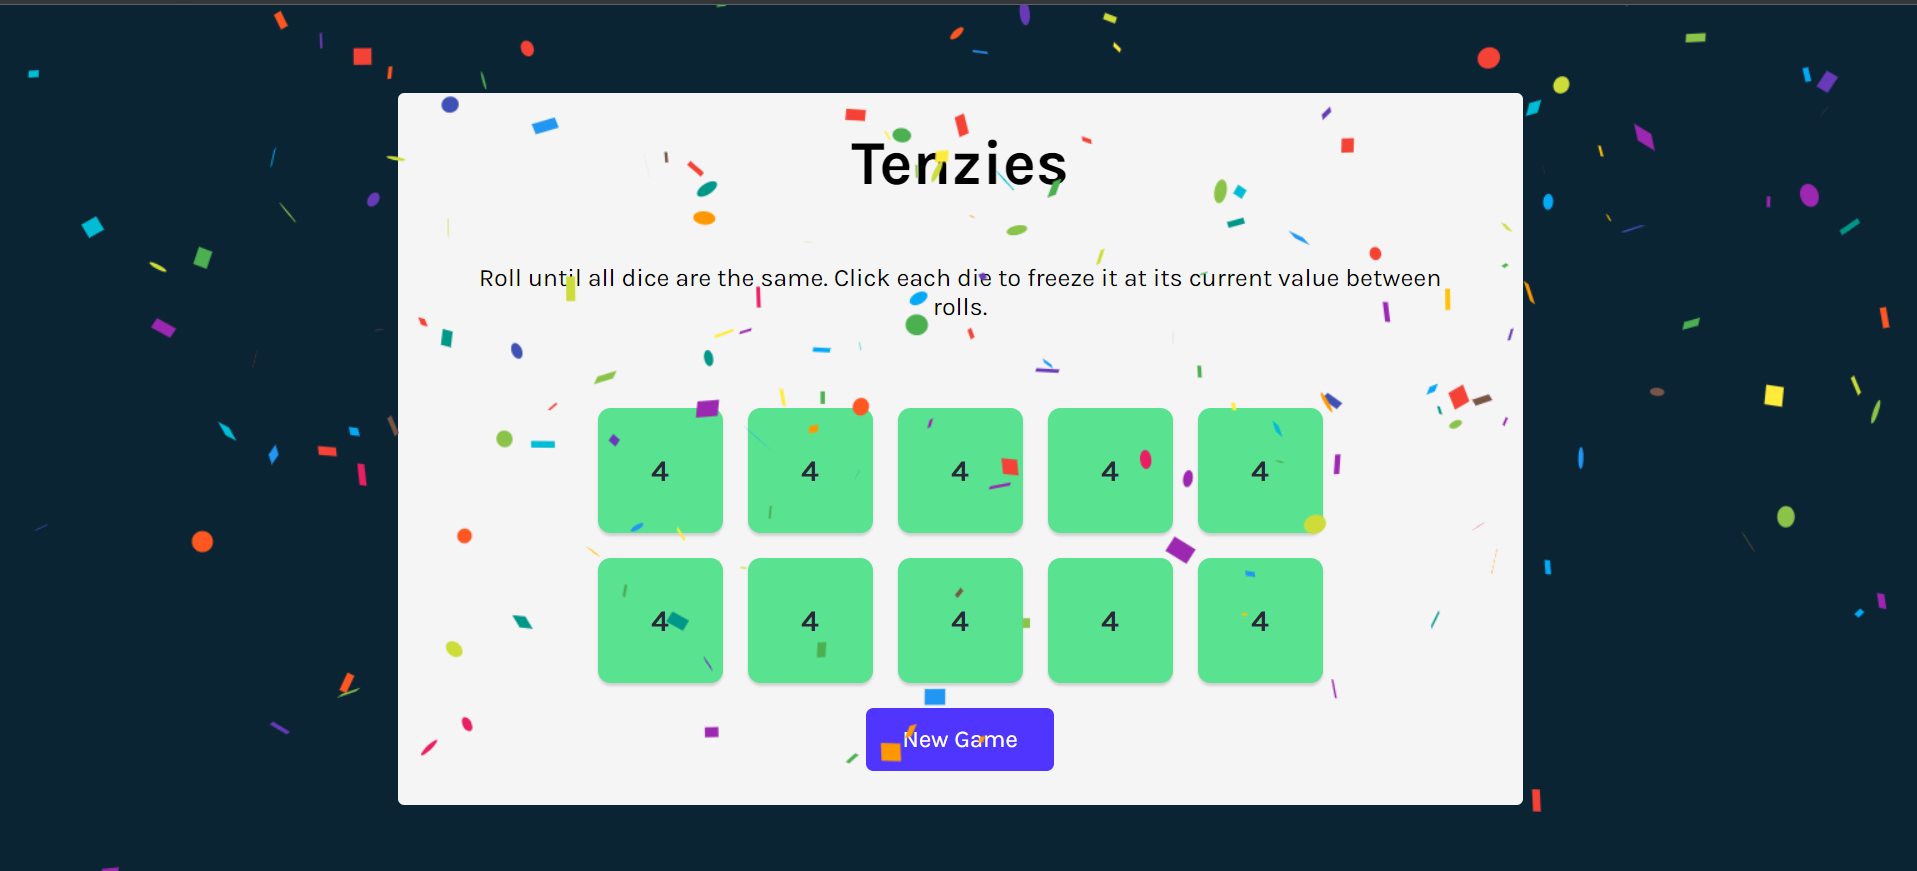 Tenzies
Roll until all dice are the same. Click each die to freeze it at its current value between
rolls.
4 4 4 4 4
4 4 4 4 4
New Game